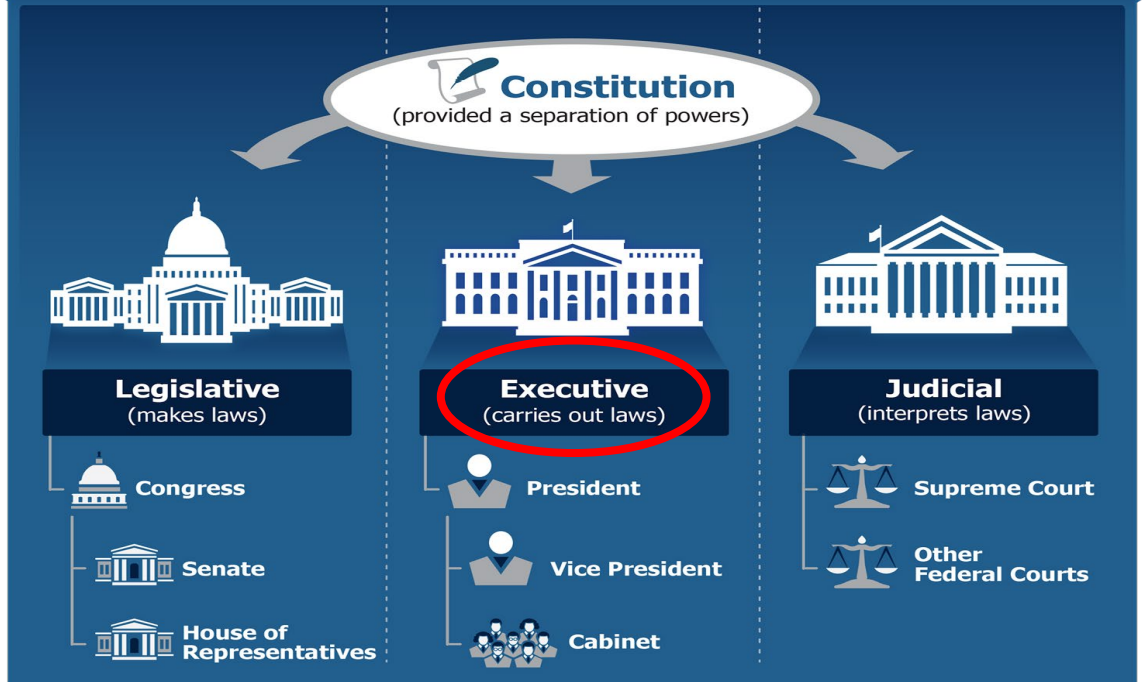 Constitution
(provided a separation of powers)
Legislative
(makes laws)
Congress
Senate
House of
Representatives
Executive
(carries out laws)
President
Vice President
Cabinet
Judicial
(interprets laws)
Supreme Court
Other
Federal Courts